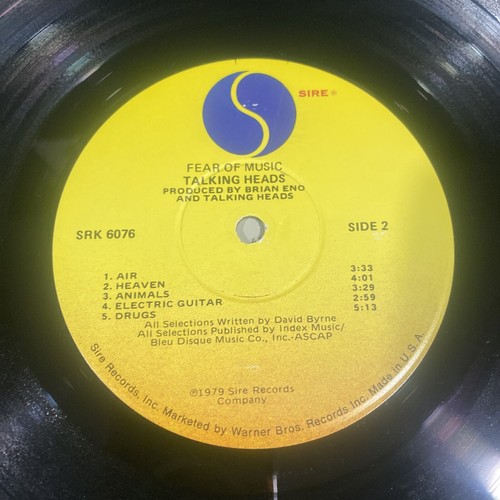 SIRE ®
FEAR OF MUSIC
TALKING HEADS
PRODUCED BY BRIAN ENO
AND TALKING HEADS
SRK 6076 SIDE 2
1. AIR 3:33
2. HEAVEN 4:01
3. ANIMALS 3:29
4. ELECTRIC GUITAR 2:59
5. DRUGS 5:13
All Selections Written by David Byrne
All Selections Published by Index Music/
Bleu Disque Music Co., Inc.-ASCAP
℗1979 Sire Records
Company
Sire Records, Inc. Marketed by Warner Bros. Records Inc. Made in U.S.A.